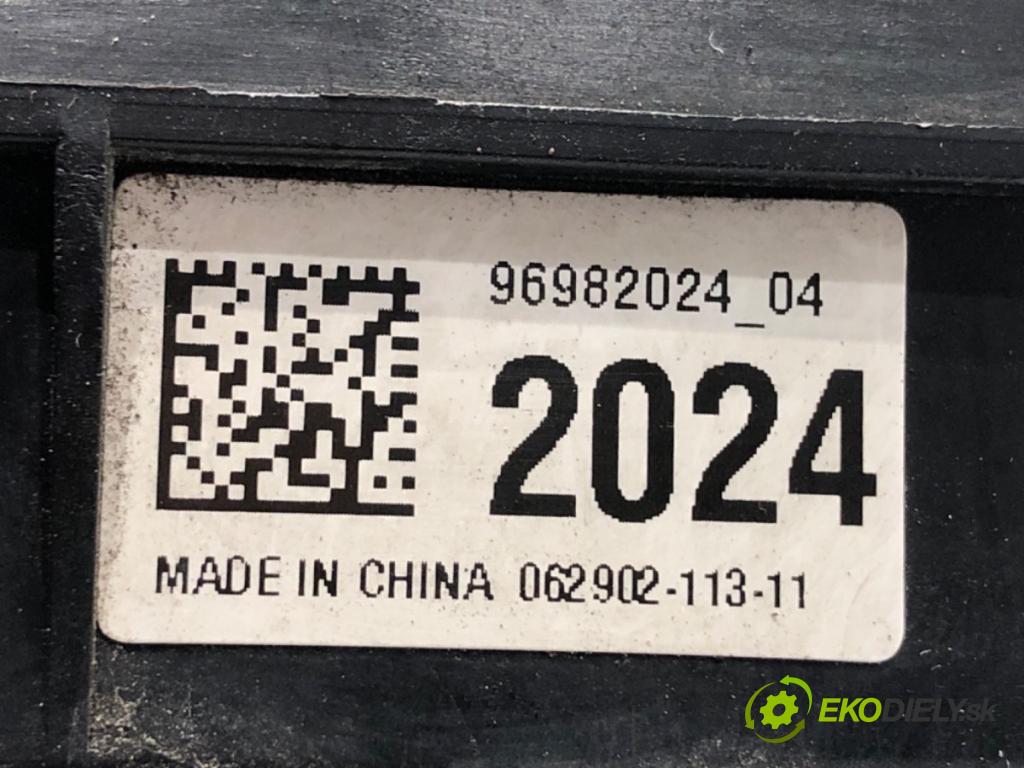 96982024_04
2024
MADE IN CHINA 062902-113-11
EKODIELY.sk